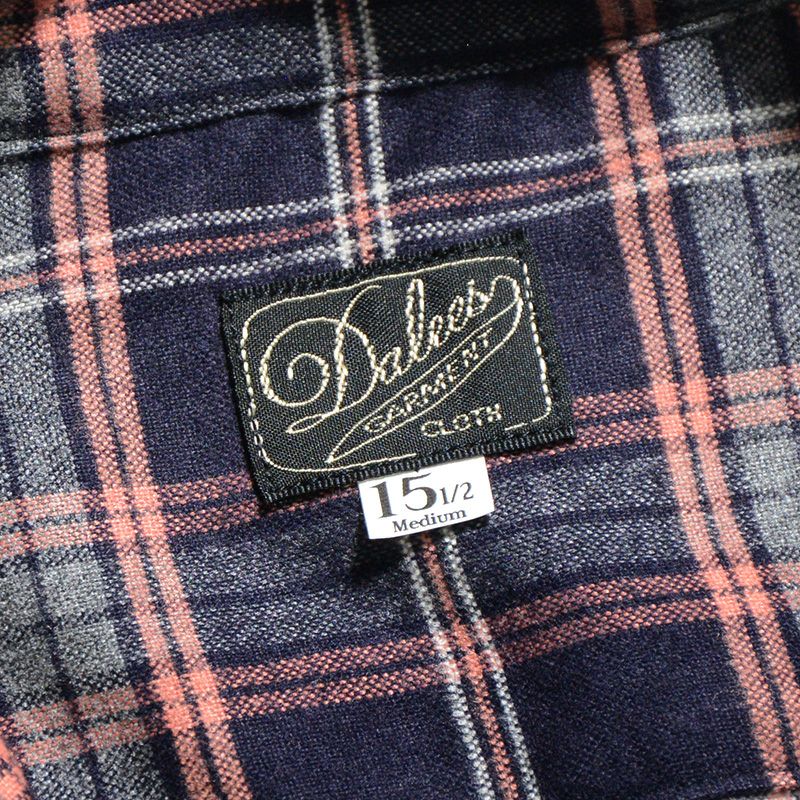 Dalee's
GARMENT
CLOTH
15 1/2
Medium